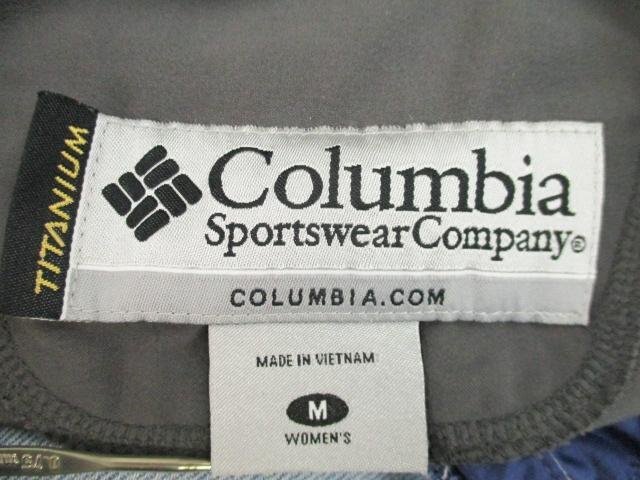 TITANIUM
Columbia
Sportswear Company®
COLUMBIA.COM
MADE IN VIETNAM
M
WOMEN'S